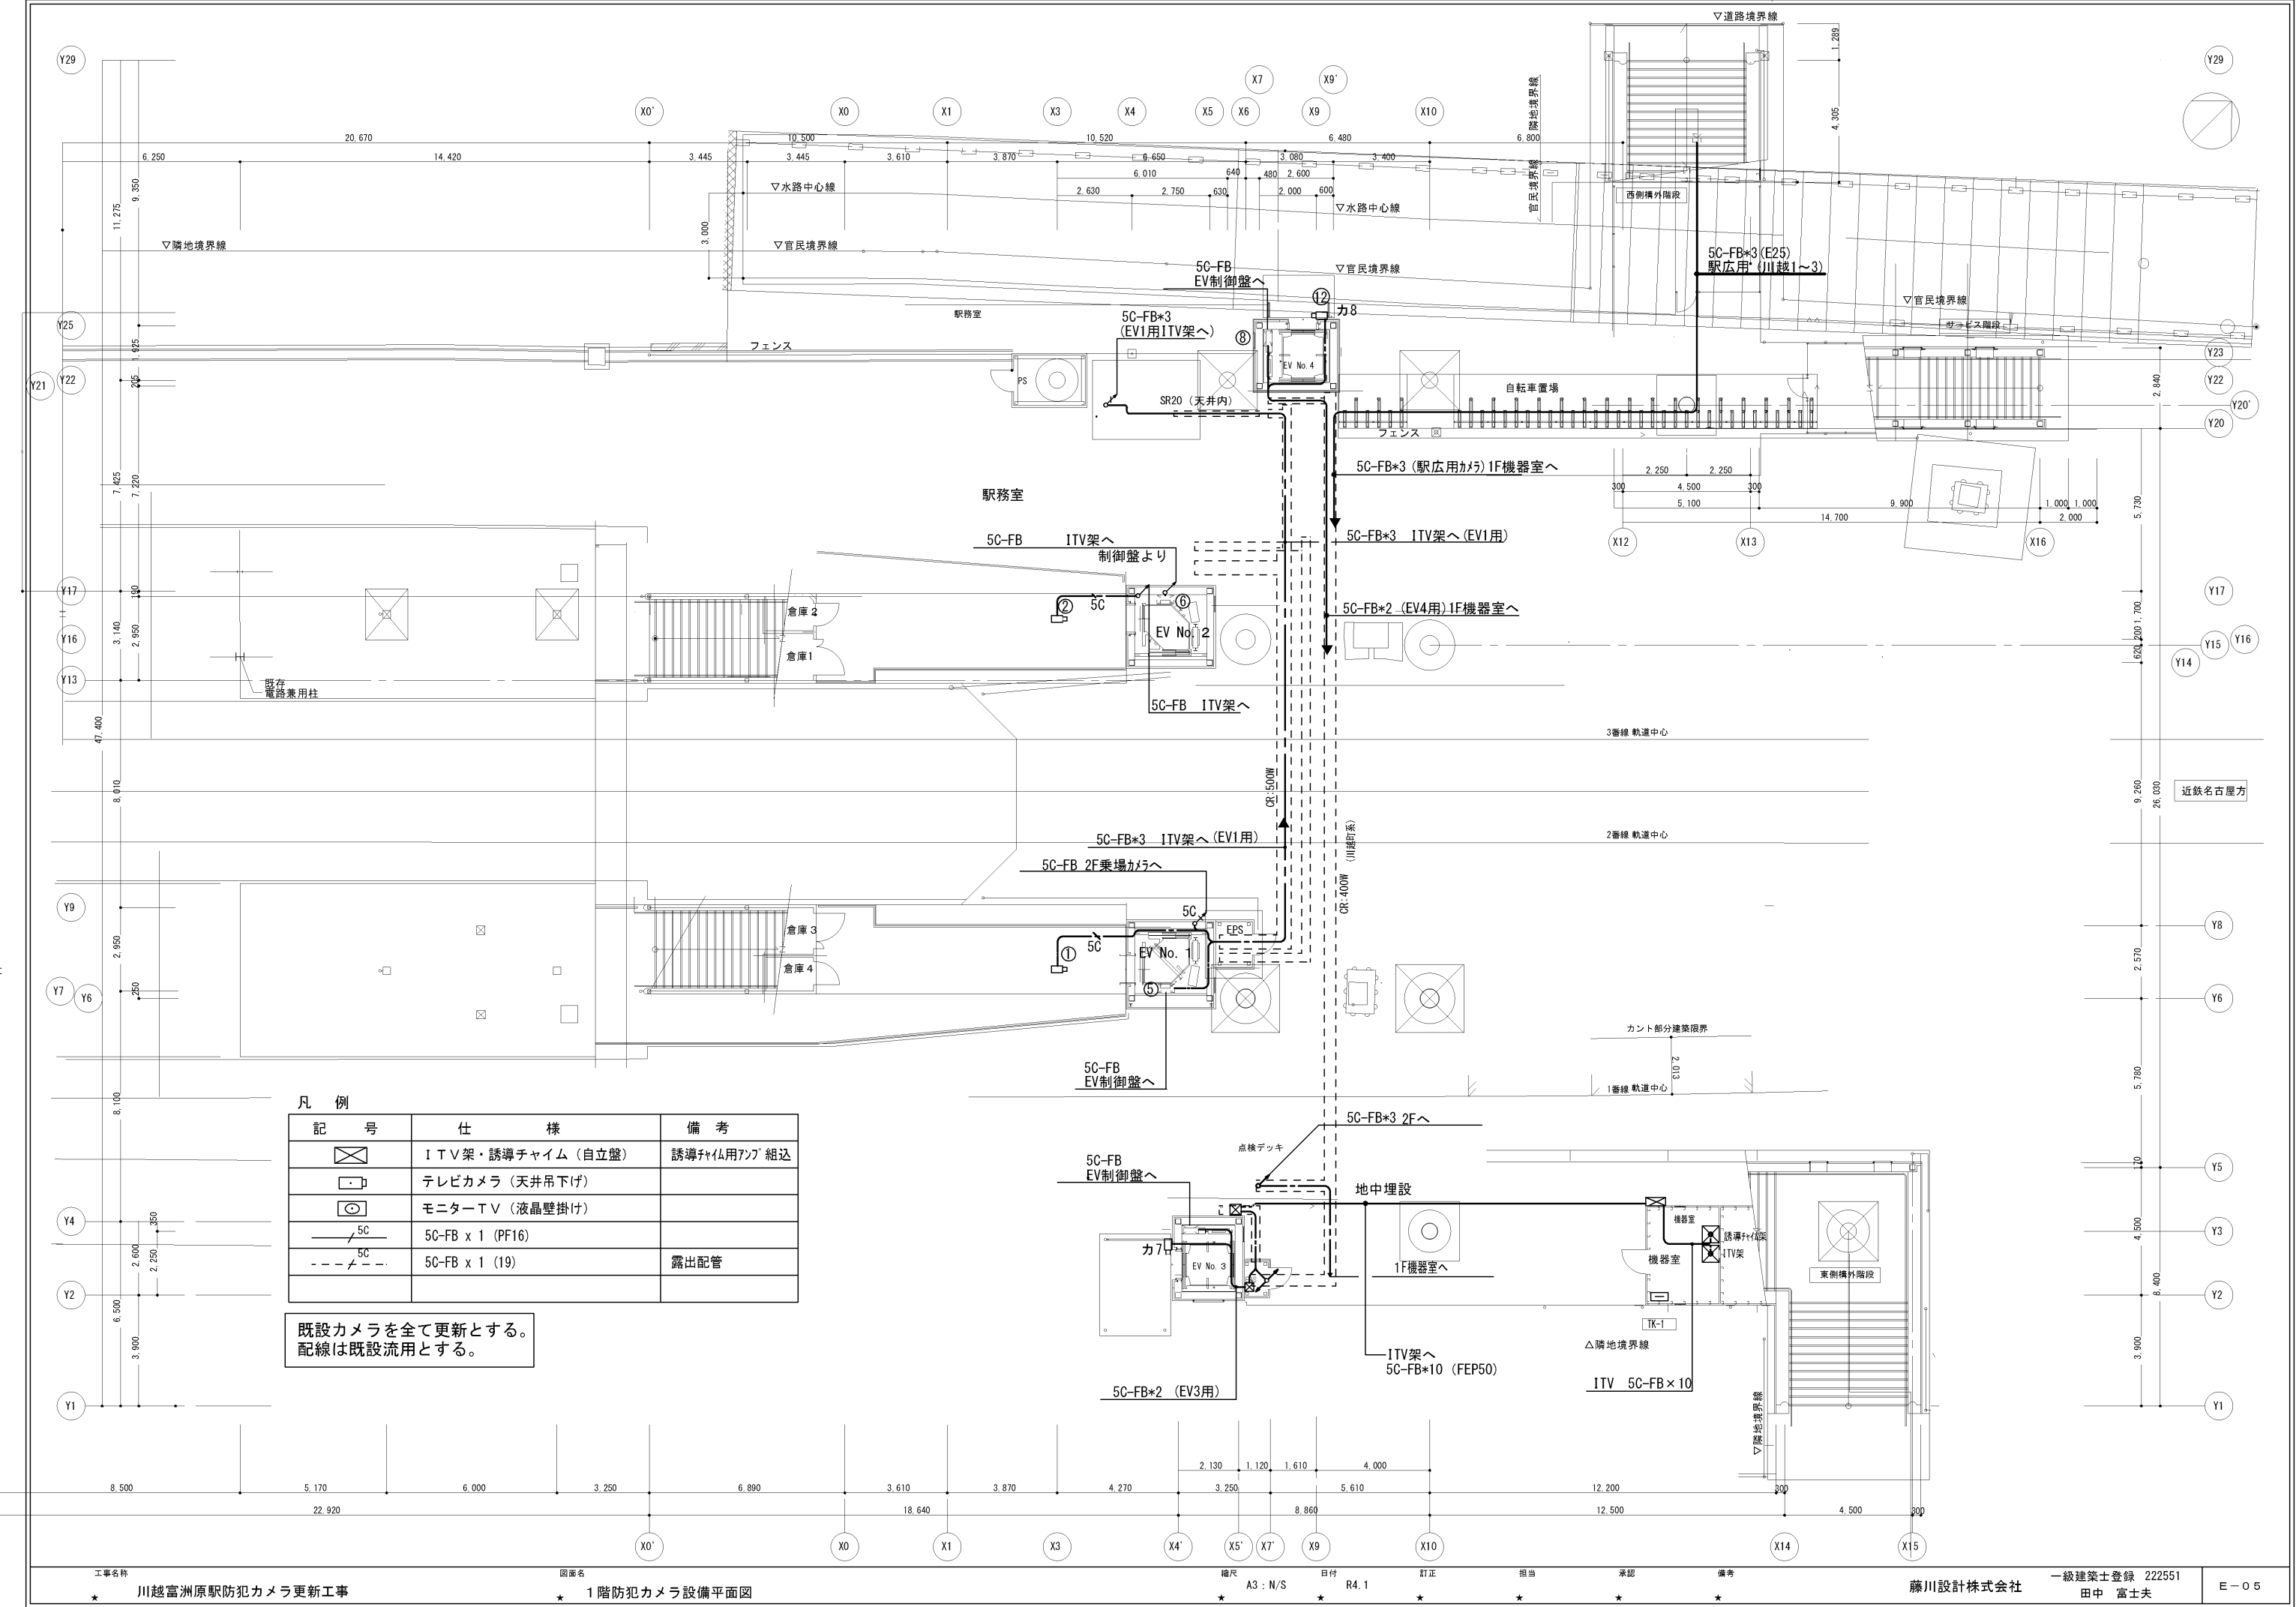 ▽道路境界線
1,289
4,305
Y29
Y29
X7
X9'
X0'
X0
X1
X3
X4
X5
X6
X9
X10
隣地境界線
官民境界線
20,670
10,500
10,520
6,480
6,800
6,250
14,420
3,445
3,445
3,610
3,870
6,650
3,080
3,400
6,010
640
480
2,600
2,630
2,750
630
2,000
600
9,350
11,275
3,000
▽水路中心線
▽水路中心線
西側構外階段
▽隣地境界線
▽官民境界線
▽官民境界線
▽官民境界線
5C-FB
EV制御盤へ
5C-FB*3(E25)
駅広用 (川越1～3)
⑫
カ8
⑧
EV No.4
駅務室
5C-FB*3
(EV1用ITV架へ)
サービス階段
Y25
Y21
Y22
1,925
205
フェンス
PS
SR20 (天井内)
自転車置場
フェンス
Y23
Y22
Y20'
Y20
2,840
5C-FB*3 (駅広用ｶﾒﾗ) 1F機器室へ
2,250
2,250
300
4,500
300
5,100
9,900
1,000
1,000
14,700
2,000
X12
X13
X16
5,730
7,425
7,220
駅務室
5C-FB ITV架へ
制御盤より
5C-FB*3 ITV架へ (EV1用)
Y17
190
②
5C
⑥
EV No. 2
倉庫2
倉庫1
5C-FB*2 (EV4用) 1F機器室へ
Y17
1,700
200
620
Y16
Y15
Y14
Y16
3,140
2,950
Y13
既存
電路兼用柱
5C-FB ITV架へ
47,400
3番線 軌道中心
8,010
CR:500W
9,260
26,030
近鉄名古屋方
5C-FB*3 ITV架へ (EV1用)
(川越町系)
2番線 軌道中心
5C-FB 2F乗場ｶﾒﾗへ
CR:400W
Y9
5C
EPS
倉庫3
倉庫4
①
5C
EV No. 1
⑤
Y8
2,950
2,570
Y7
Y6
250
Y6
カント部分建築限界
2,013
1番線 軌道中心
5C-FB
EV制御盤へ
8,100
5,780
凡 例
記 号
仕 様
備 考
ＩＴＶ架・誘導チャイム（自立盤）
誘導ﾁｬｲﾑ用ｱﾝﾌﾟ組込
テレビカメラ（天井吊下げ）
モニターＴＶ（液晶壁掛け）
5C
5C-FB x 1 (PF16)
5C
5C-FB x 1 (19)
露出配管
既設カメラを全て更新とする。
配線は既設流用とする。
5C-FB*3 2Fへ
点検デッキ
5C-FB
EV制御盤へ
地中埋設
170
Y5
Y4
350
2,600
2,250
カ7
EV No.3
機器室
誘導ﾁｬｲﾑ架
ITV架
機器室
1F機器室へ
東側構外階段
4,500
Y3
8,400
Y2
6,500
3,900
TK-1
△隣地境界線
ITV架へ
5C-FB*10 (FEP50)
ITV 5C-FB×10
5C-FB*2 (EV3用)
Y2
3,900
▽隣地境界線
Y1
Y1
2,130
1,120
1,610
4,000
8,500
5,170
6,000
3,250
6,890
3,610
3,870
4,270
3,250
5,610
12,200
300
22,920
18,640
8,860
12,500
4,500
300
X0'
X0
X1
X3
X4'
X5'
X7'
X9
X10
X14
X15
工事名称
★ 川越富洲原駅防犯カメラ更新工事
図面名
★ １階防犯カメラ設備平面図
縮尺
★ A3 : N/S
日付
★ R4.1
訂正
★
担当
★
承認
★
備考
★
藤川設計株式会社
一級建築士登録 222551
田中 富士夫
Ｅ－０５